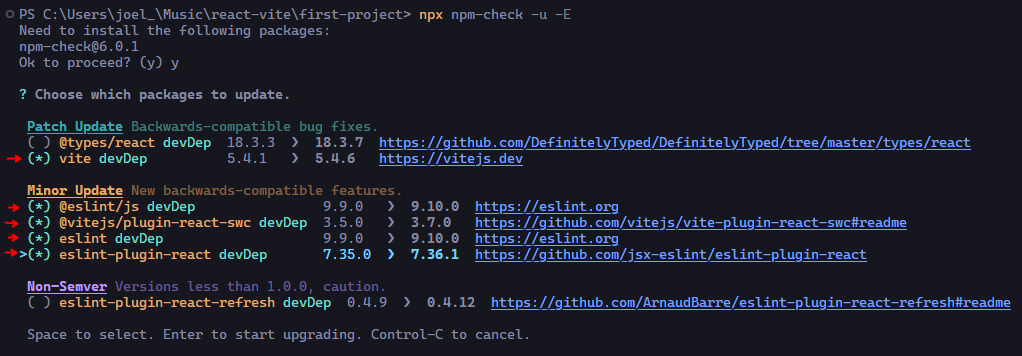 PS C:\Users\joel_\Music\react-vite\first-project> npx npm-check -u -E
Need to install the following packages:
npm-check@6.0.1
Ok to proceed? (y) y
? Choose which packages to update.
Patch Update Backwards-compatible bug fixes.
( ) @types/react devDep 18.3.3 ❯ 18.3.7 https://github.com/DefinitelyTyped/DefinitelyTyped/tree/master/types/react
(*) vite devDep 5.4.1 ❯ 5.4.6 https://vitejs.dev
Minor Update New backwards-compatible features.
(*) @eslint/js devDep 9.9.0 ❯ 9.10.0 https://eslint.org
(*) @vitejs/plugin-react-swc devDep 3.5.0 ❯ 3.7.0 https://github.com/vitejs/vite-plugin-react-swc#readme
(*) eslint devDep 9.9.0 ❯ 9.10.0 https://eslint.org
>(*) eslint-plugin-react devDep 7.35.0 ❯ 7.36.1 https://github.com/jsx-eslint/eslint-plugin-react
Non-Semver Versions less than 1.0.0, caution.
( ) eslint-plugin-react-refresh devDep 0.4.9 ❯ 0.4.12 https://github.com/ArnaudBarre/eslint-plugin-react-refresh#readme
Space to select. Enter to start upgrading. Control-C to cancel.